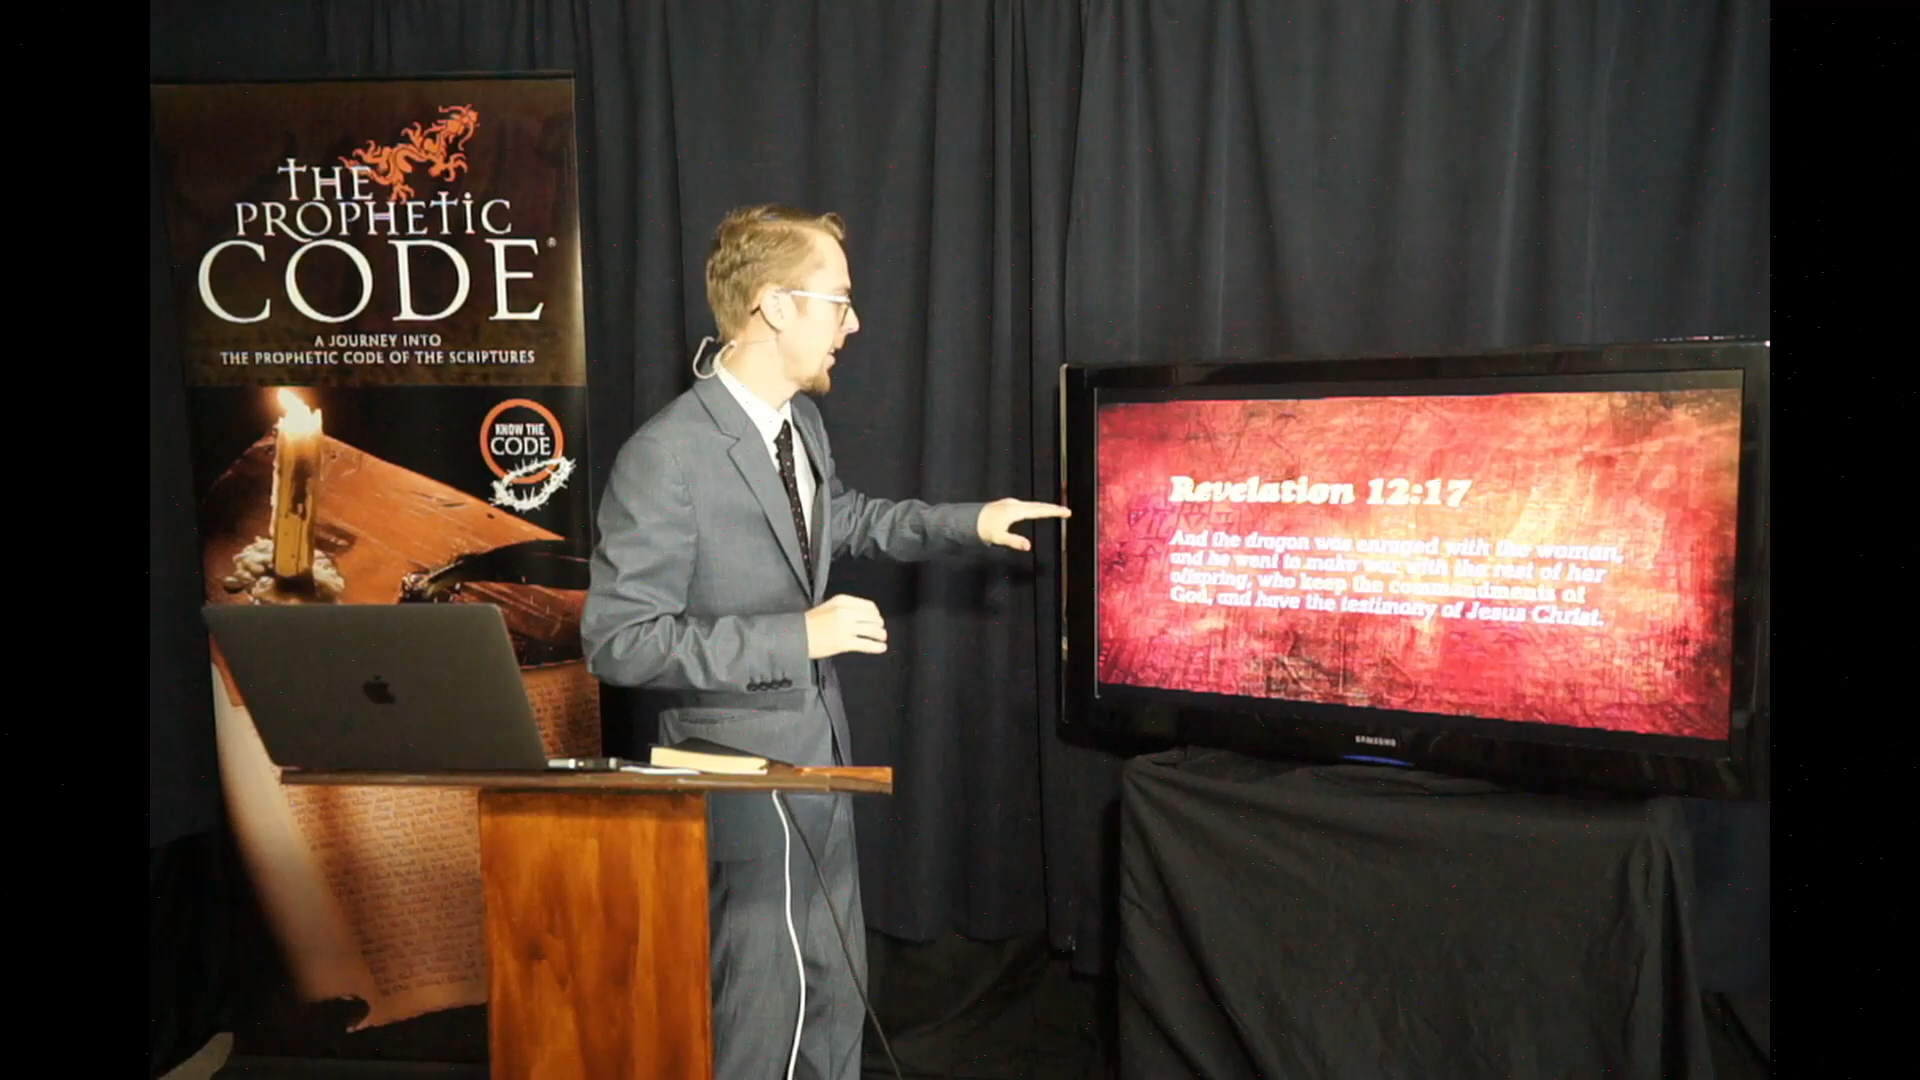 THE
PROPHETIC
CODE®
A JOURNEY INTO
THE PROPHETIC CODE OF THE SCRIPTURES
KNOW THE
CODE
Revelation 12:17
And the dragon was enraged with the woman,
and he went to make war with the rest of her
offspring, who keep the commandments of
God, and have the testimony of Jesus Christ.
SAMSUNG